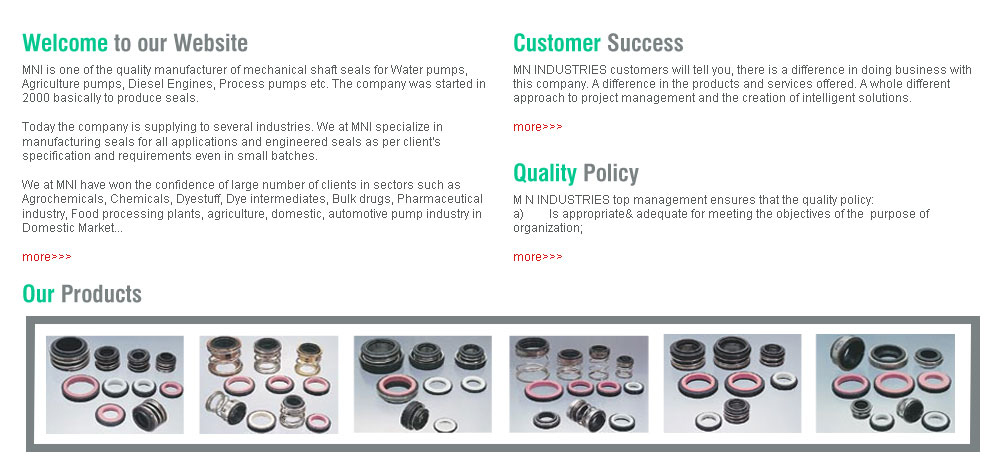 Welcome to our Website
MNI is one of the quality manufacturer of mechanical shaft seals for Water pumps,
Agriculture pumps, Diesel Engines, Process pumps etc. The company was started in
2000 basically to produce seals.
Today the company is supplying to several industries. We at MNI specialize in
manufacturing seals for all applications and engineered seals as per client's
specification and requirements even in small batches.
We at MNI have won the confidence of large number of clients in sectors such as
Agrochemicals, Chemicals, Dyestuff, Dye intermediates, Bulk drugs, Pharmaceutical
industry, Food processing plants, agriculture, domestic, automotive pump industry in
Domestic Market...
more>>>
Customer Success
MN INDUSTRIES customers will tell you, there is a difference in doing business with
this company. A difference in the products and services offered. A whole different
approach to project management and the creation of intelligent solutions.
more>>>
Quality Policy
M N INDUSTRIES top management ensures that the quality policy:
a) Is appropriate& adequate for meeting the objectives of the purpose of
organization;
more>>>
Our Products